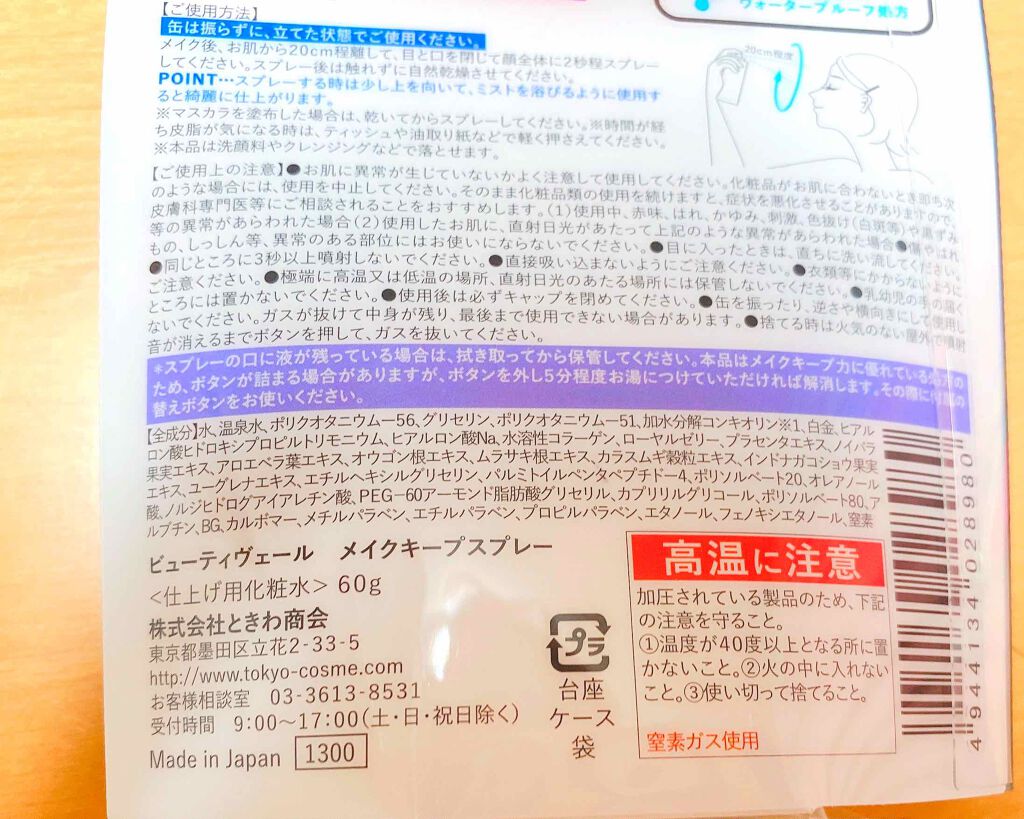 ウォータープルーフ処方
【ご使用方法】
缶は振らずに、立てた状態でご使用ください。
メイク後、お肌から20cm程離して、目と口を閉じて顔全体に2秒程スプレー
してください。スプレー後は触れずに自然乾燥させてください。
POINT…スプレーする時は少し上を向いて、ミストを浴びるように使用す
ると綺麗に仕上がります。
※マスカラを塗布した場合は、乾いてからスプレーしてください。※時間が経
ち皮脂が気になる時は、ティッシュや油取り紙などで軽く押さえてください。
※本品は洗顔料やクレンジングなどで落とせます。
20cm程度
【ご使用上の注意】●お肌に異常が生じていないかよく注意して使用してください。化粧品がお肌に合わないとき即ち次
のような場合には、使用を中止してください。そのまま化粧品類の使用を続けますと、症状を悪化させることがありますので、
皮膚科専門医等にご相談されることをおすすめします。(1)使用中、赤味、はれ、かゆみ、刺激、色抜け(白斑等)や黒ずみ
等の異常があらわれた場合(2)使用したお肌に、直射日光があたって上記のような異常があらわれた場合●傷やはれ
もの、しっしん等、異常のある部位にはお使いにならないでください。●目に入ったときは、直ちに洗い流してください。
●同じところに3秒以上噴射しないでください。●直接吸い込まないようにご注意ください。●衣類等にかからないように
ご注意ください。●極端に高温又は低温の場所、直射日光のあたる場所には保管しないでください。●乳幼児の手の届く
ところには置かないでください。●使用後は必ずキャップを閉めてください。●缶を振ったり、逆さや横向きにして使用し
ないでください。ガスが抜けて中身が残り、最後まで使用できない場合があります。●捨てる時は火気のない屋外で噴射
音が消えるまでボタンを押して、ガスを抜いてください。
*スプレーの口に液が残っている場合は、拭き取ってから保管してください。本品はメイクキープ力に優れている処方の
ため、ボタンが詰まる場合がありますが、ボタンを外し5分程度お湯につけていただければ解消します。その際に付属の
替えボタンをお使いください。
【全成分】水、温泉水、ポリクオタニウム−56、グリセリン、ポリクオタニウム−51、加水分解コンキオリン※1、白金、ヒアル
ロン酸ヒドロキシプロピルトリモニウム、ヒアルロン酸Na、水溶性コラーゲン、ローヤルゼリー、プラセンタエキス、ノイバラ
果実エキス、アロエベラ葉エキス、オウゴン根エキス、ムラサキ根エキス、カラスムギ穀粒エキス、インドナガコショウ果実
エキス、ユーグレナエキス、エチルヘキシルグリセリン、パルミトイルペンタペプチド−4、ポリソルベート20、オレアノール
酸、ノルジヒドログアイアレチン酸、PEG−60アーモンド脂肪酸グリセリル、カプリリルグリコール、ポリソルベート80、ア
ルブチン、BG、カルボマー、メチルパラベン、エチルパラベン、プロピルパラベン、エタノール、フェノキシエタノール、窒素
ビューティヴェール メイクキープスプレー
<仕上げ用化粧水> 60g
株式会社ときわ商会
東京都墨田区立花2-33-5
http://www.tokyo-cosme.com
お客様相談室 03-3613-8531
受付時間 9:00〜17:00(土・日・祝日除く)
Made in Japan 1300
プラ
台座
ケース
袋
高温に注意
加圧されている製品のため、下記
の注意を守ること。
①温度が40度以上となる所に置
かないこと。②火の中に入れない
こと。③使い切って捨てること。
窒素ガス使用
4944134028980